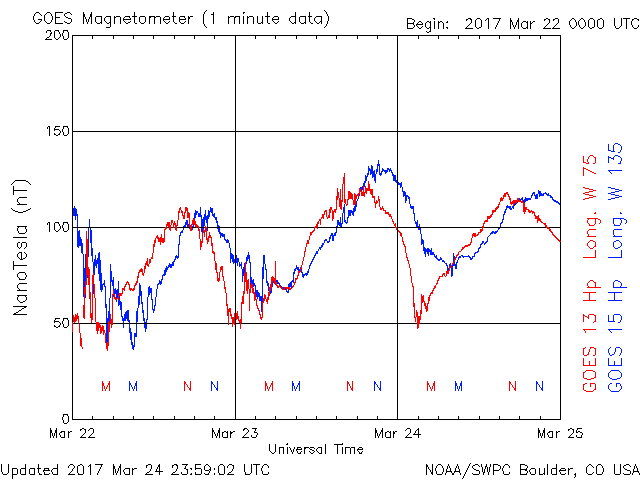 GOES Magnetometer (1 minute data)
Begin: 2017 Mar 22 0000 UTC
200
150
100
50
0
NanoTesla (nT)
M M N N M M N N M M N N
Mar 22 Mar 23 Mar 24 Mar 25
Universal Time
GOES 13 Hp Long. W 75
GOES 15 Hp Long. W 135
Updated 2017 Mar 24 23:59:02 UTC
NOAA/SWPC Boulder, CO USA